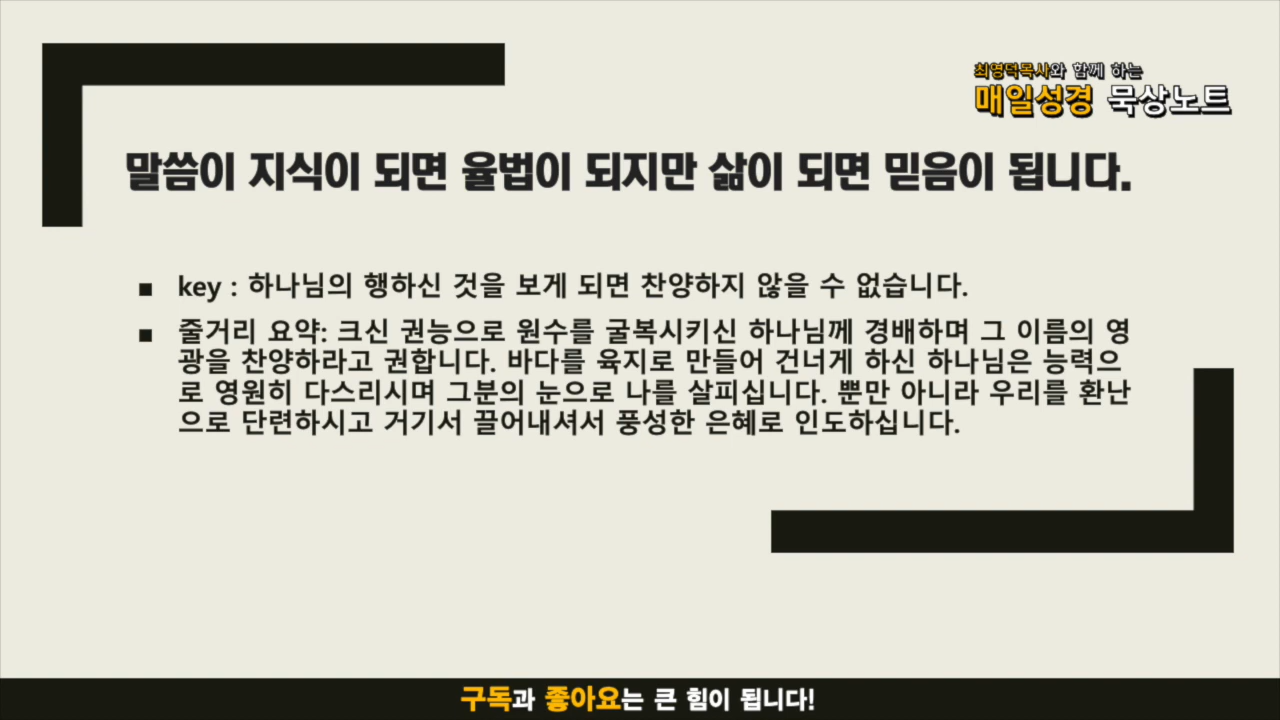 최영덕목사와 함께 하는
매일성경 묵상노트
말씀이 지식이 되면 율법이 되지만 삶이 되면 믿음이 됩니다.
■ key : 하나님의 행하신 것을 보게 되면 찬양하지 않을 수 없습니다.
■ 줄거리 요약: 크신 권능으로 원수를 굴복시키신 하나님께 경배하며 그 이름의 영
광을 찬양하라고 권합니다. 바다를 육지로 만들어 건너게 하신 하나님은 능력으
로 영원히 다스리시며 그분의 눈으로 나를 살피십니다. 뿐만 아니라 우리를 환난
으로 단련하시고 거기서 끌어내셔서 풍성한 은혜로 인도하십니다.
구독과 좋아요는 큰 힘이 됩니다!